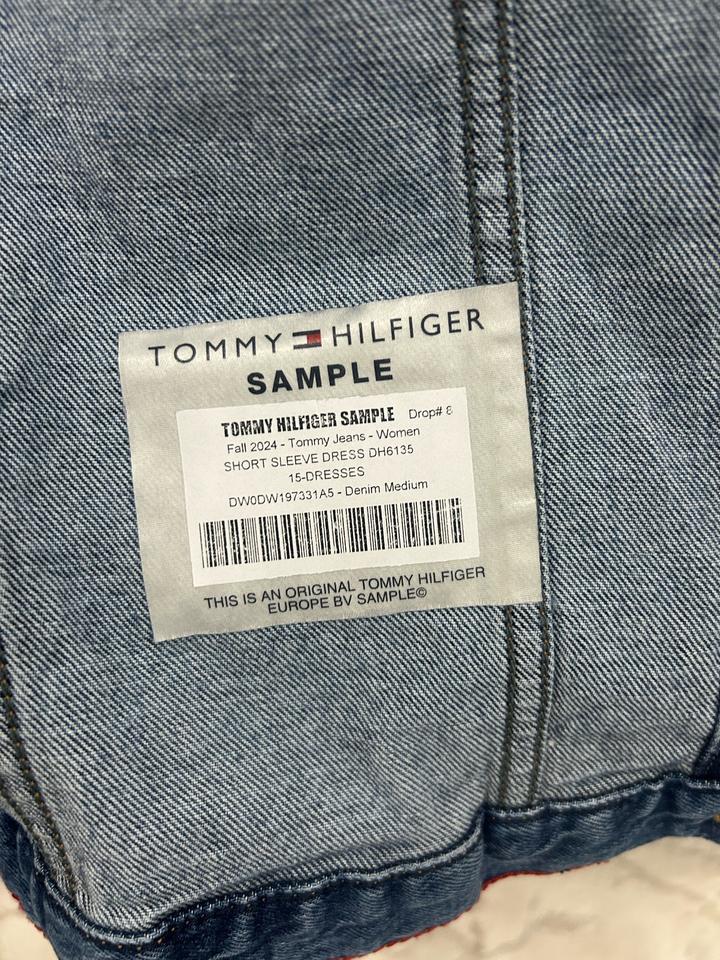 TOMMY HILFIGER
SAMPLE
TOMMY HILFIGER SAMPLE Drop# 8
Fall 2024 - Tommy Jeans - Women
SHORT SLEEVE DRESS DH6135
15-DRESSES
DW0DW197331A5 - Denim Medium
THIS IS AN ORIGINAL TOMMY HILFIGER
EUROPE BV SAMPLE©